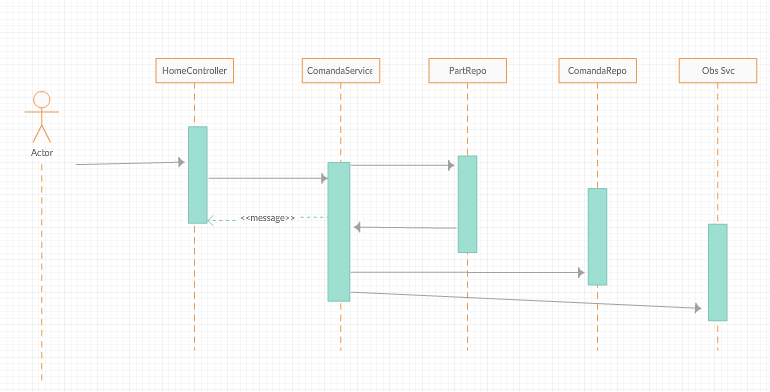 HomeController
ComandaService
PartRepo
ComandaRepo
Obs Svc
Actor
<<message>>